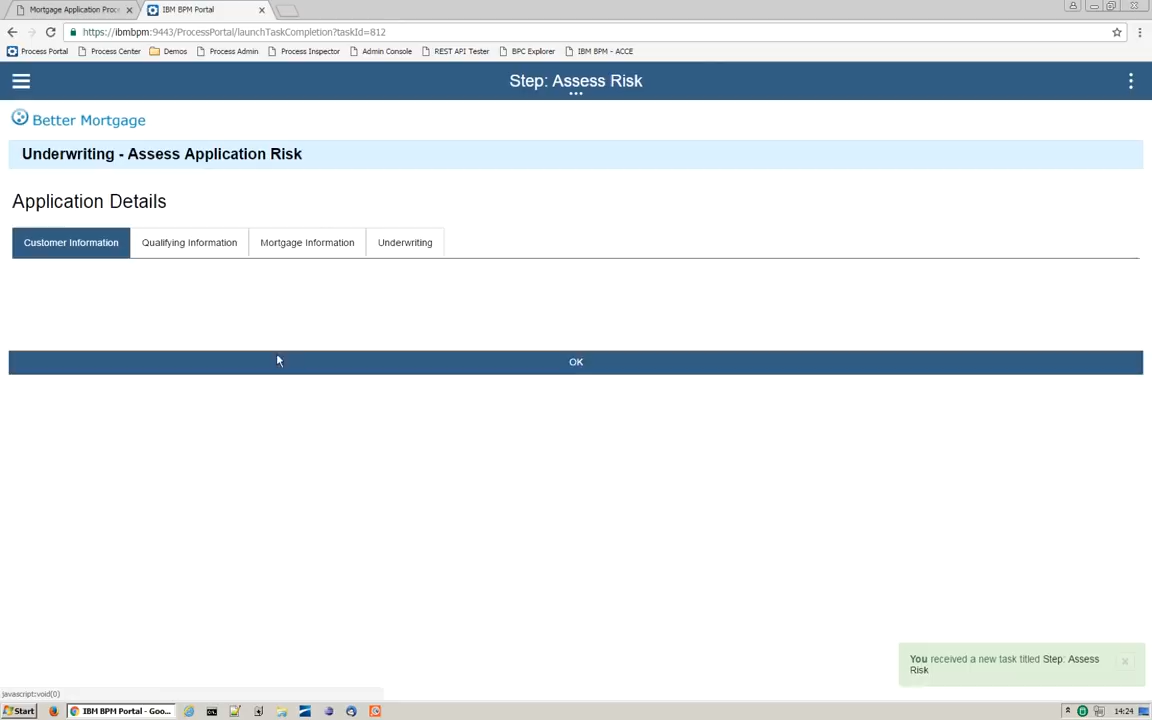 Mortgage Application Proc
IBM BPM Portal
https://ibmbpm:9443/ProcessPortal/launchTaskCompletion?taskId=812
Process Portal
Process Center
Demos
Process Admin
Process Inspector
Admin Console
REST API Tester
BPC Explorer
IBM BPM - ACCE
Step: Assess Risk
Better Mortgage
Underwriting - Assess Application Risk
Application Details
Customer Information
Qualifying Information
Mortgage Information
Underwriting
OK
You received a new task titled Step: Assess
Risk
javascript:void(0)
Start
IBM BPM Portal - Goo...
14:24